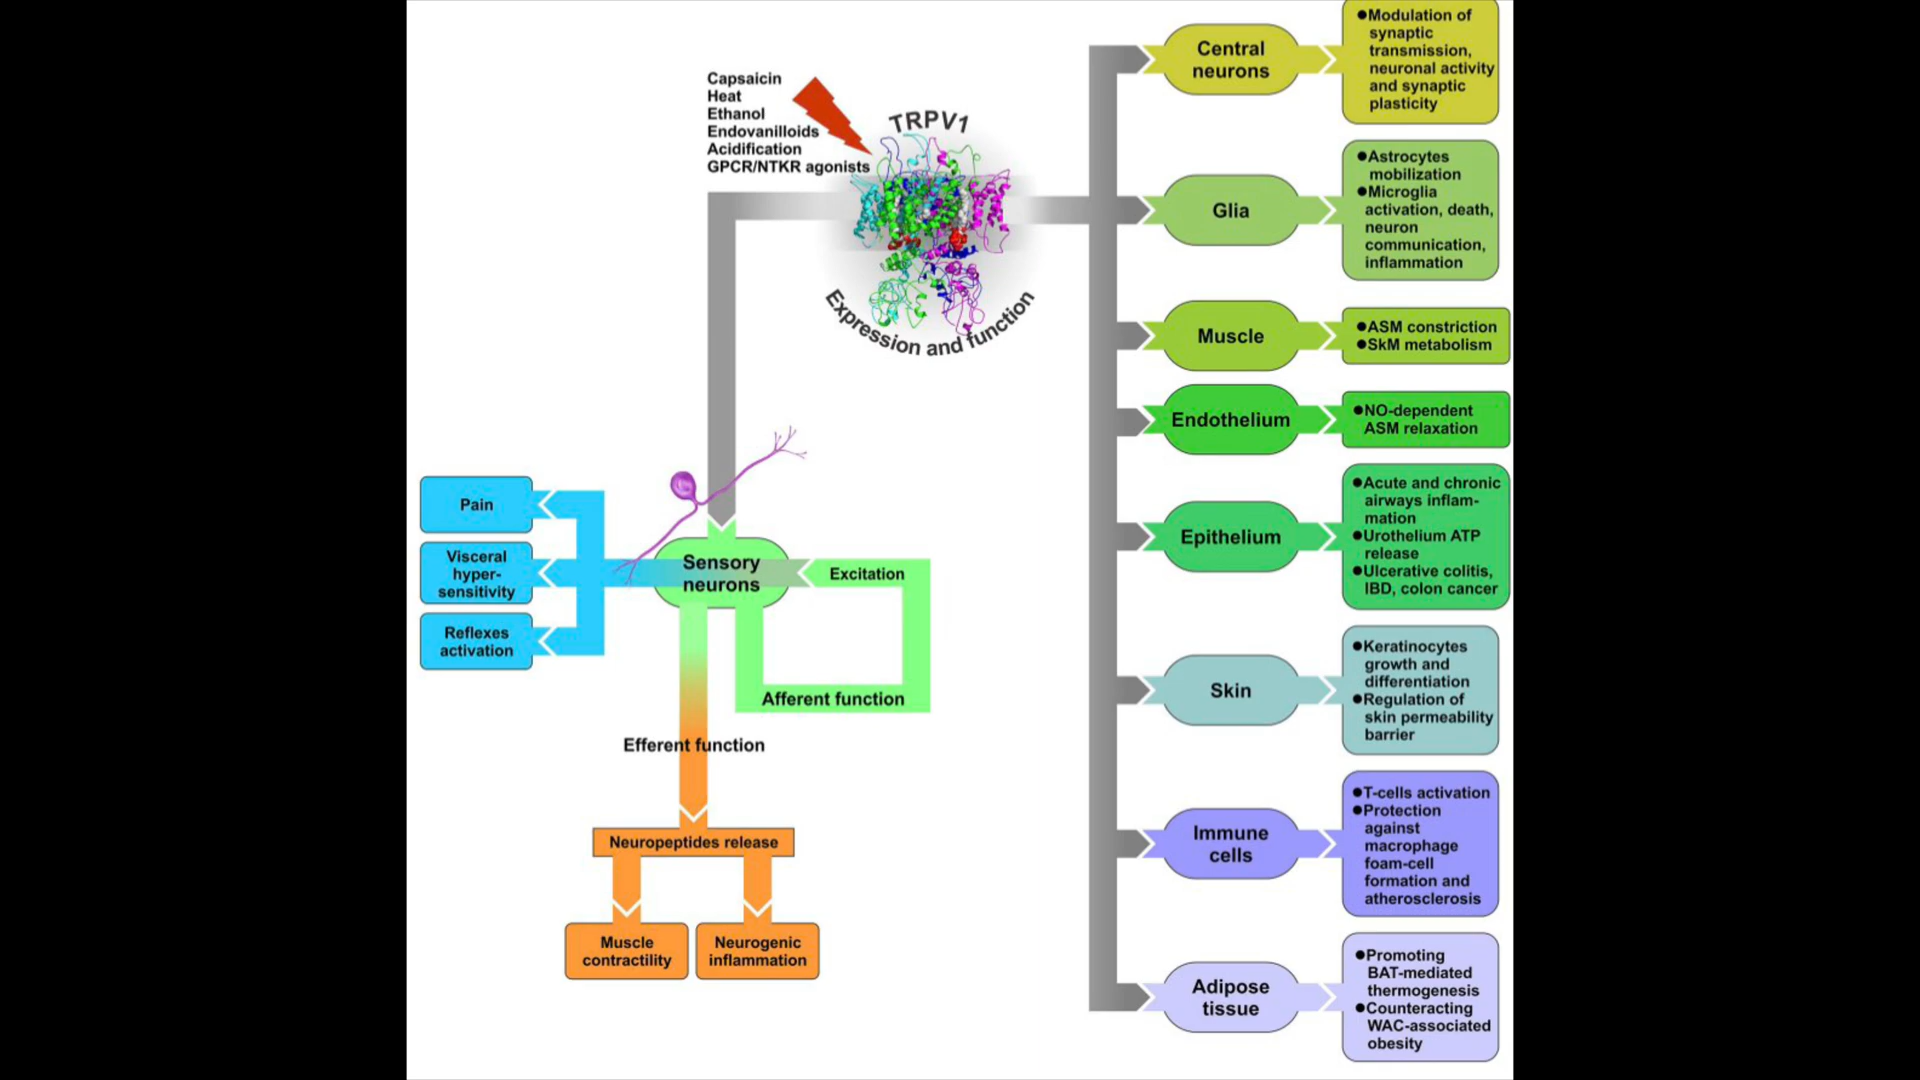 Capsaicin
Heat
Ethanol
Endovanilloids
Acidification
GPCR/NTKR agonists
TRPV1
Expression and function
Sensory
neurons
Excitation
Afferent function
Pain
Visceral
hyper-
sensitivity
Reflexes
activation
Efferent function
Neuropeptides release
Muscle
contractility
Neurogenic
inflammation
Central
neurons
●Modulation of
synaptic
transmission,
neuronal activity
and synaptic
plasticity
Glia
●Astrocytes
mobilization
●Microglia
activation, death,
neuron
communication,
inflammation
Muscle
●ASM constriction
●SkM metabolism
Endothelium
●NO-dependent
ASM relaxation
Epithelium
●Acute and chronic
airways inflam-
mation
●Urothelium ATP
release
●Ulcerative colitis,
IBD, colon cancer
Skin
●Keratinocytes
growth and
differentiation
●Regulation of
skin permeability
barrier
Immune
cells
●T-cells activation
●Protection
against
macrophage
foam-cell
formation and
atherosclerosis
Adipose
tissue
●Promoting
BAT-mediated
thermogenesis
●Counteracting
WAC-associated
obesity